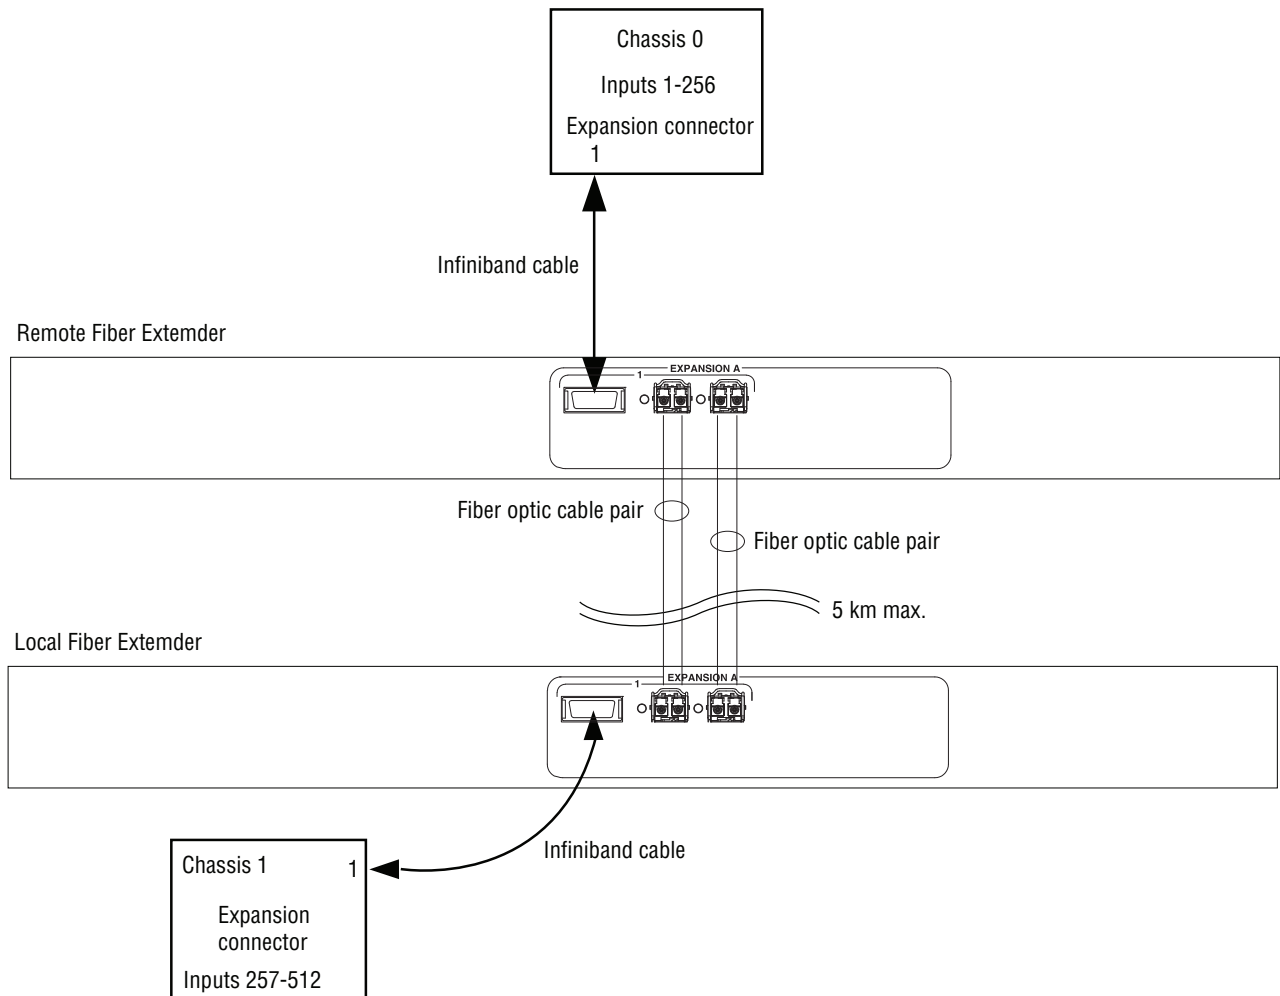 Chassis 0
Inputs 1-256
Expansion connector
1
Infiniband cable
Remote Fiber Extemder
EXPANSION A
1
Fiber optic cable pair
Fiber optic cable pair
5 km max.
Local Fiber Extemder
EXPANSION A
1
Infiniband cable
Chassis 1 1
Expansion
connector
Inputs 257-512